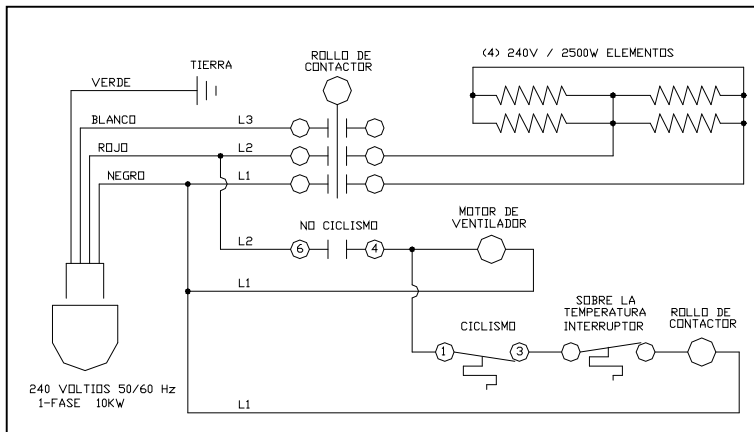 ROLLO DE
CONTACTOR
(4) 240V / 2500W ELEMENTOS
TIERRA
VERDE
BLANCO
L3
ROJO
L2
NEGRO
L1
MOTOR DE
VENTILADOR
NO CICLISMO
L2
6
4
L1
SOBRE LA
TEMPERATURA
INTERRUPTOR
ROLLO DE
CONTACTOR
CICLISMO
1
3
240 VOLTIOS 50/60 Hz
1-FASE 10KW
L1